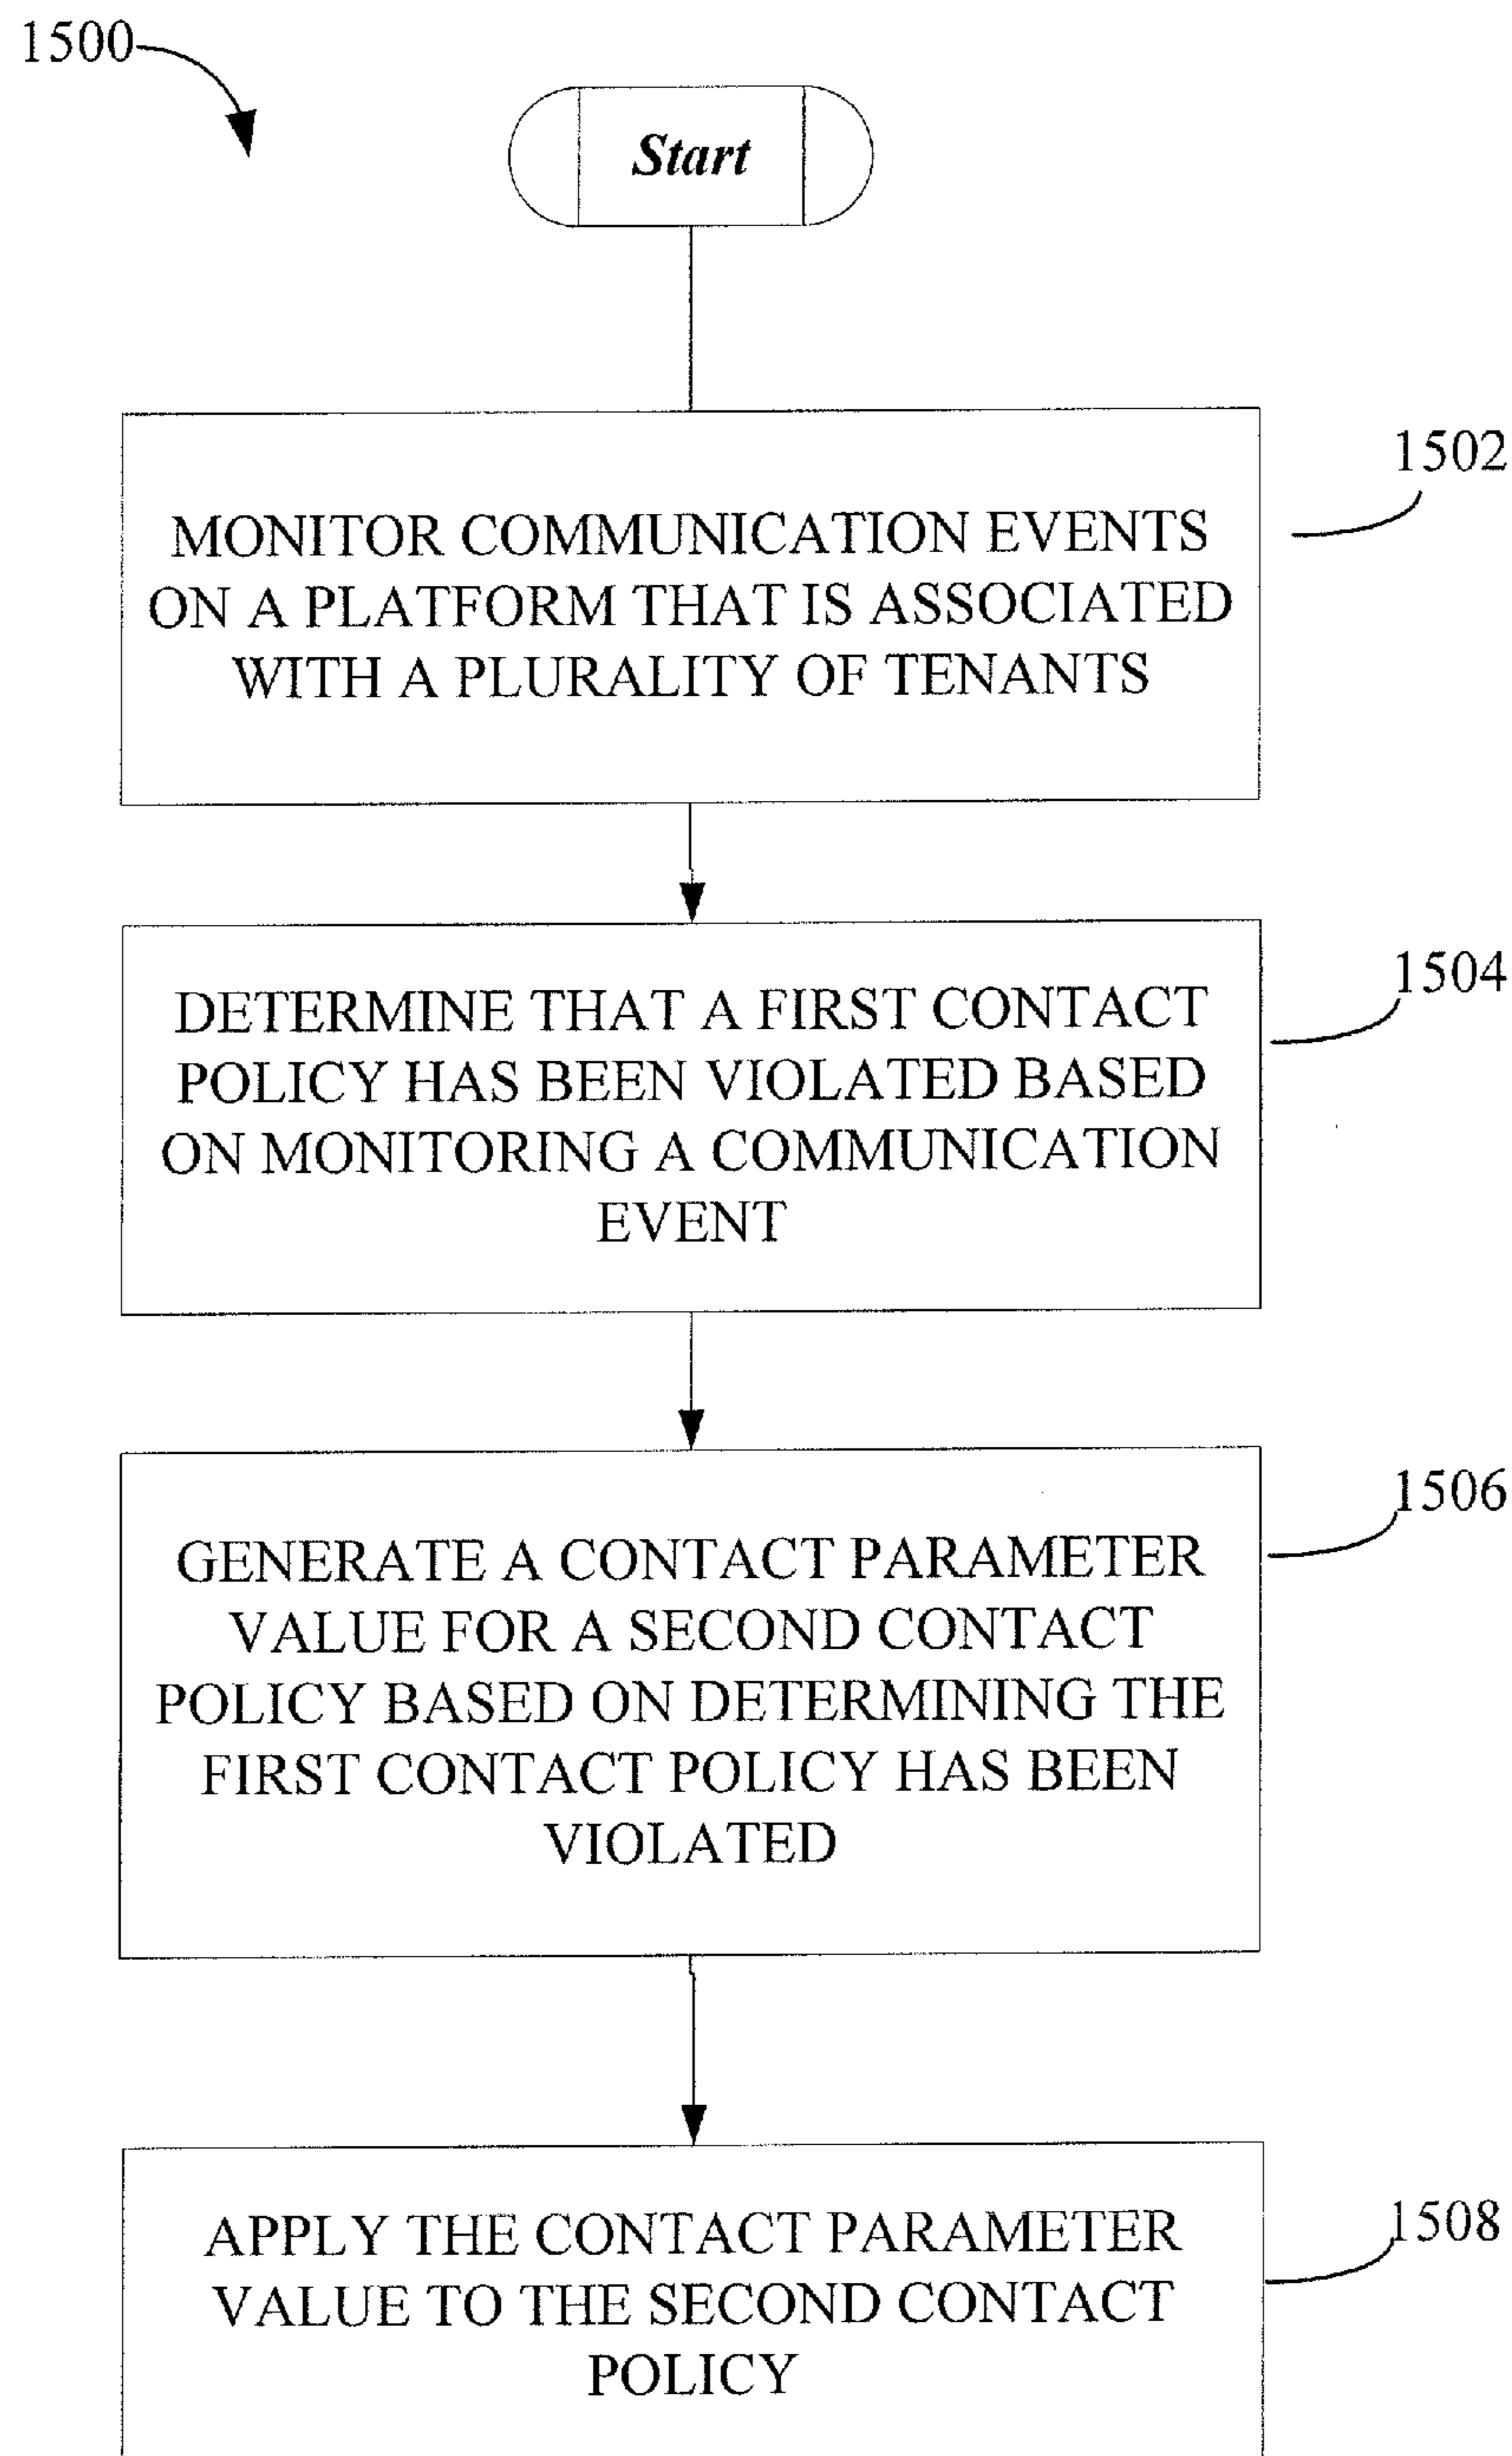 1500
Start
1502
MONITOR COMMUNICATION EVENTS
ON A PLATFORM THAT IS ASSOCIATED
WITH A PLURALITY OF TENANTS
1504
DETERMINE THAT A FIRST CONTACT
POLICY HAS BEEN VIOLATED BASED
ON MONITORING A COMMUNICATION
EVENT
1506
GENERATE A CONTACT PARAMETER
VALUE FOR A SECOND CONTACT
POLICY BASED ON DETERMINING THE
FIRST CONTACT POLICY HAS BEEN
VIOLATED
1508
APPLY THE CONTACT PARAMETER
VALUE TO THE SECOND CONTACT
POLICY